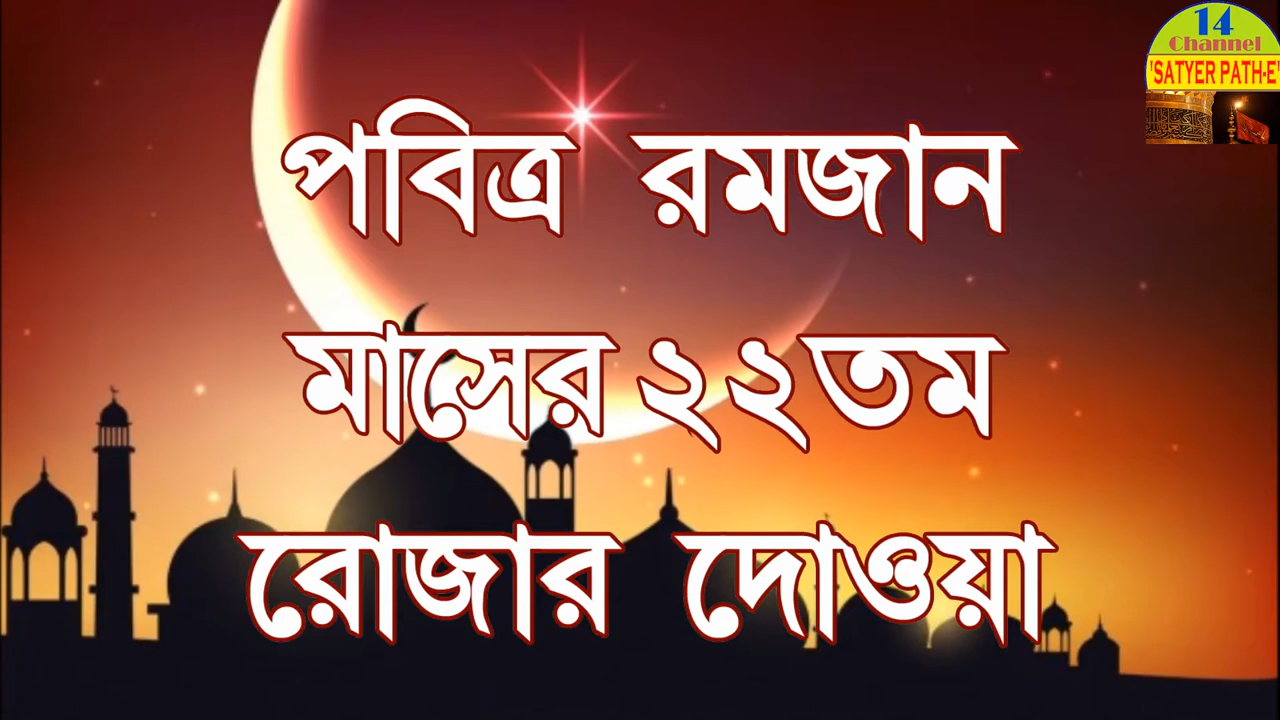 14
Channel
'SATYER PATH-E'
পবিত্র রমজান
মাসের ২২তম
রোজার দোওয়া